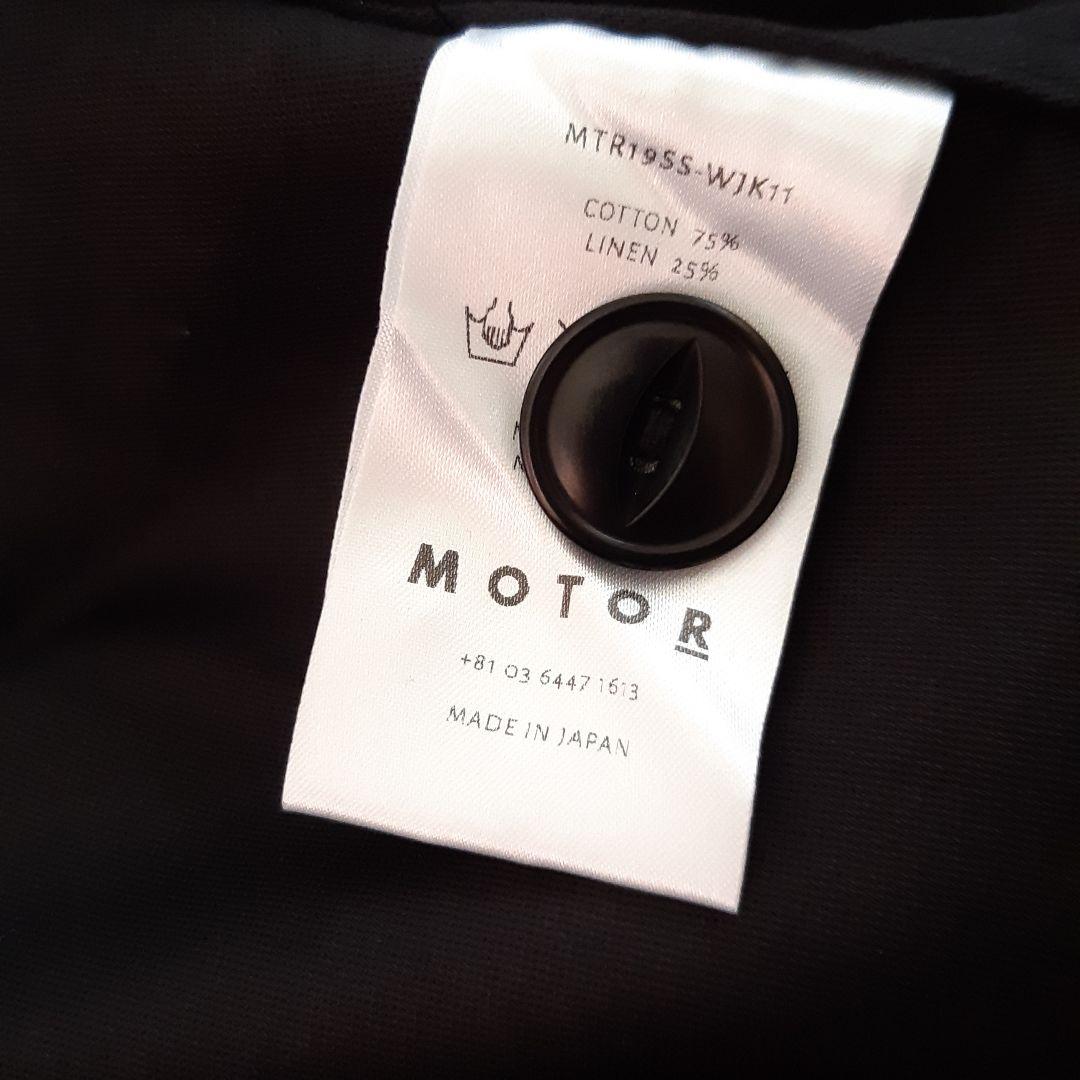 MTR19SS-WJK11
COTTON 75%
LINEN 25%
MOTOR
+81 03 6447 1613
MADE IN JAPAN